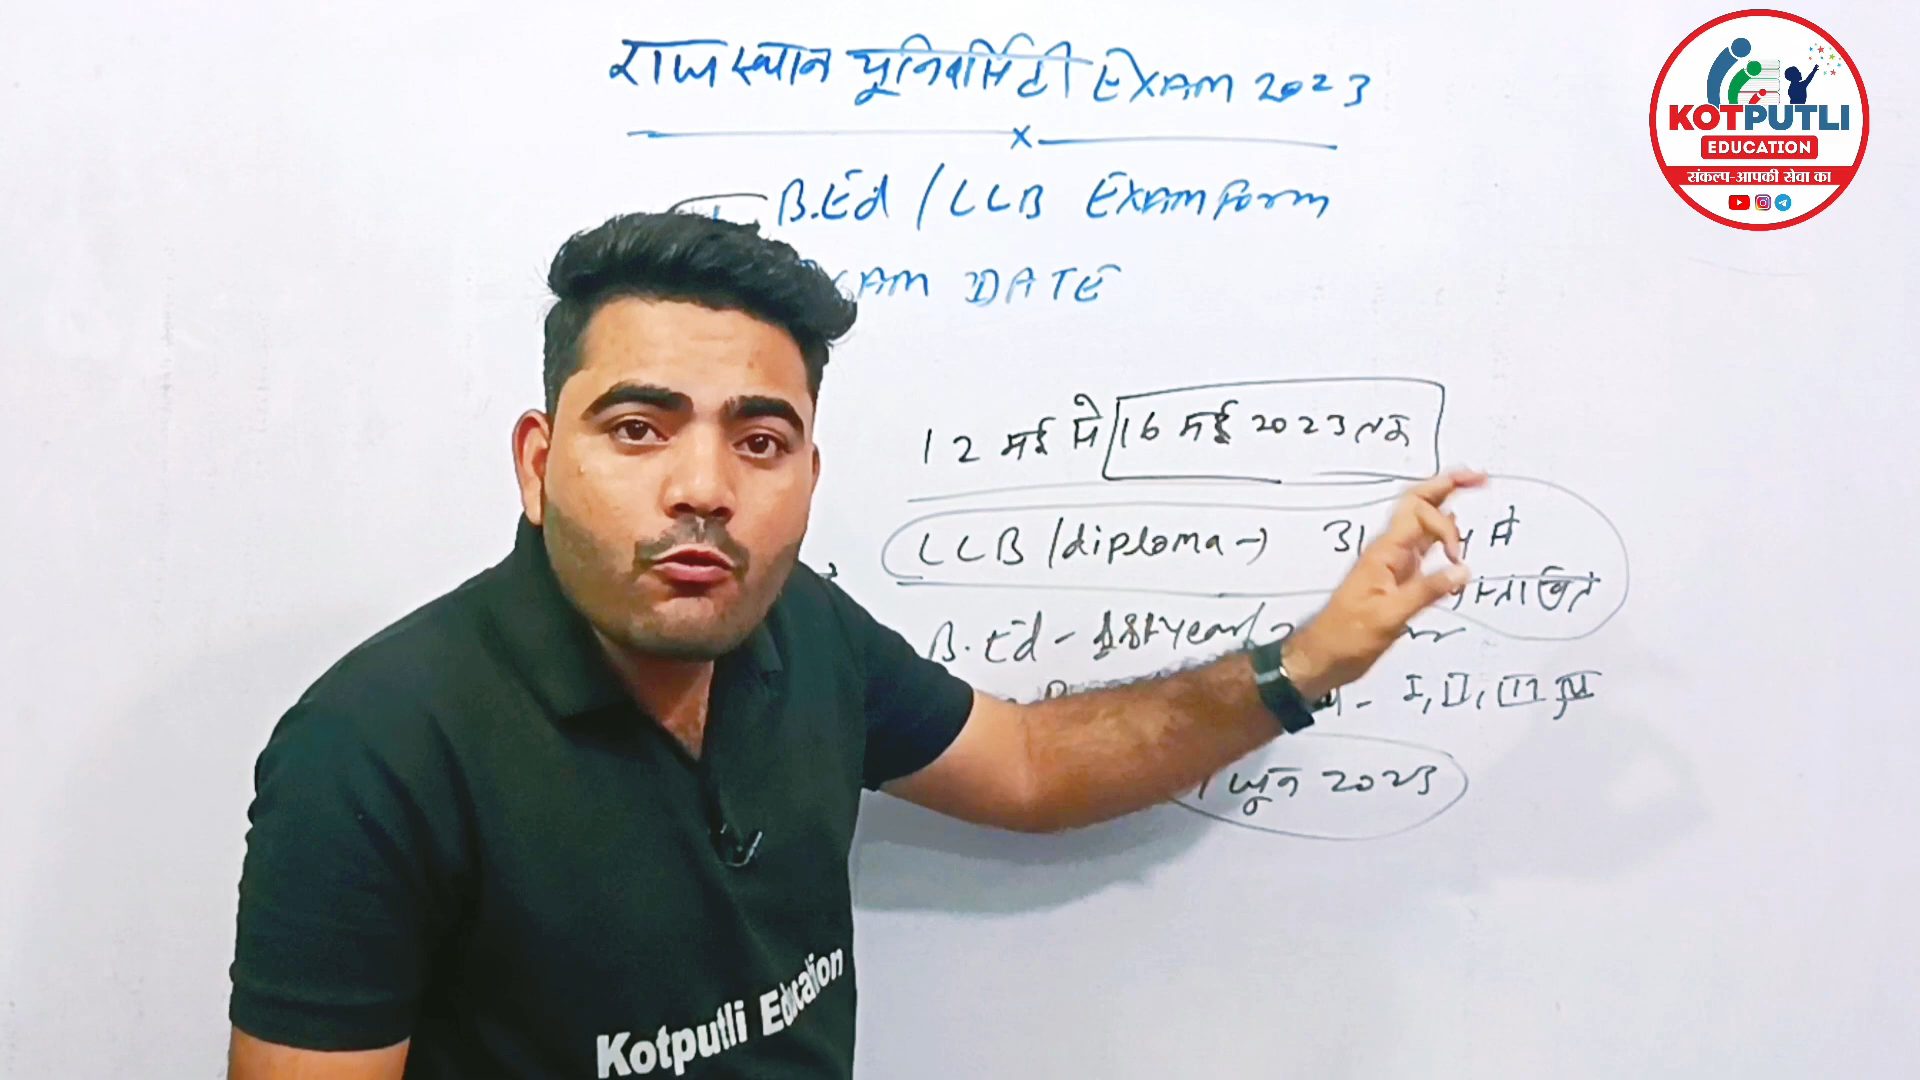 राजस्थान यूनिवर्सिटी EXAM 2023
x
B.Ed / LLB EXAM Form
EXAM DATE
12 मई से 16 मई 2023 तक
LLB / diploma → 31 से
प्रस्तावित
B.Ed - 1st year /
- I, II, III, IV
1 जून 2023
Kotputli Education
KOTPUTLI
EDUCATION
संकल्प-आपकी सेवा का